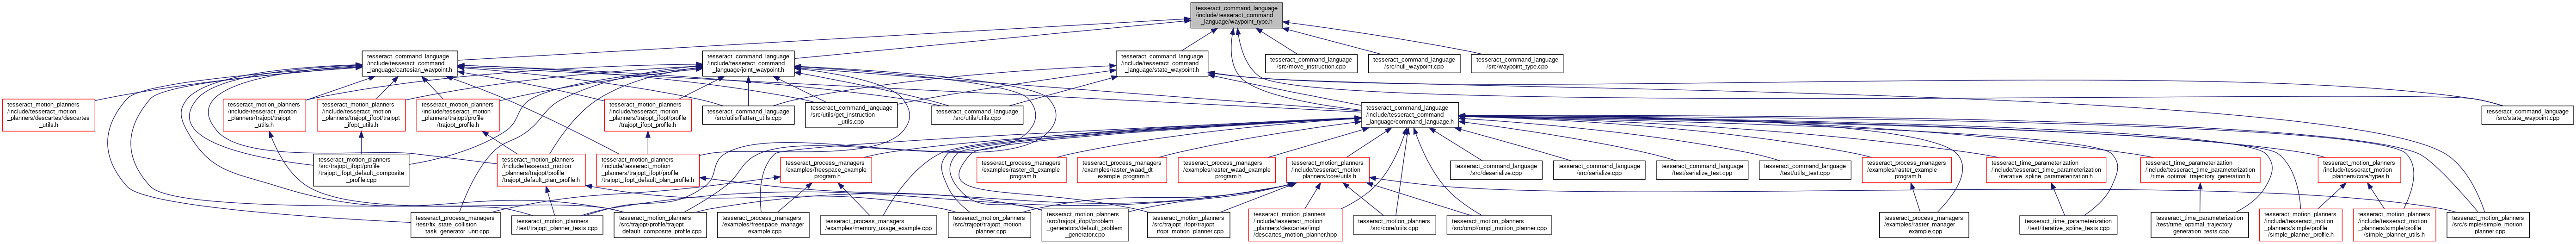 tesseract_command_language
/include/tesseract_command
_language/waypoint_type.h
tesseract_command_language
/include/tesseract_command
_language/cartesian_waypoint.h
tesseract_command_language
/include/tesseract_command
_language/joint_waypoint.h
tesseract_command_language
/include/tesseract_command
_language/state_waypoint.h
tesseract_command_language
/src/move_instruction.cpp
tesseract_command_language
/src/null_waypoint.cpp
tesseract_command_language
/src/waypoint_type.cpp
tesseract_motion_planners
/include/tesseract_motion
_planners/descartes/descartes
_utils.h
tesseract_motion_planners
/include/tesseract_motion
_planners/trajopt/trajopt
_utils.h
tesseract_motion_planners
/include/tesseract_motion
_planners/trajopt_ifopt/trajopt
_ifopt_utils.h
tesseract_motion_planners
/include/tesseract_motion
_planners/trajopt/profile
/trajopt_profile.h
tesseract_motion_planners
/include/tesseract_motion
_planners/trajopt_ifopt/profile
/trajopt_ifopt_profile.h
tesseract_command_language
/src/utils/flatten_utils.cpp
tesseract_command_language
/src/utils/get_instruction
_utils.cpp
tesseract_command_language
/src/utils/utils.cpp
tesseract_command_language
/include/tesseract_command
_language/command_language.h
tesseract_command_language
/src/state_waypoint.cpp
tesseract_motion_planners
/src/trajopt_ifopt/profile
/trajopt_ifopt_default_composite
_profile.cpp
tesseract_motion_planners
/include/tesseract_motion
_planners/trajopt/profile
/trajopt_default_plan_profile.h
tesseract_motion_planners
/include/tesseract_motion
_planners/trajopt_ifopt/profile
/trajopt_ifopt_default_plan_profile.h
tesseract_process_managers
/examples/freespace_example
_program.h
tesseract_process_managers
/examples/raster_dt_example
_program.h
tesseract_process_managers
/examples/raster_waad_dt
_example_program.h
tesseract_process_managers
/examples/raster_waad_example
_program.h
tesseract_motion_planners
/include/tesseract_motion
_planners/core/utils.h
tesseract_command_language
/src/deserialize.cpp
tesseract_command_language
/src/serialize.cpp
tesseract_command_language
/test/serialize_test.cpp
tesseract_command_language
/test/utils_test.cpp
tesseract_process_managers
/examples/raster_example
_program.h
tesseract_time_parameterization
/include/tesseract_time_parameterization
/iterative_spline_parameterization.h
tesseract_time_parameterization
/include/tesseract_time_parameterization
/time_optimal_trajectory_generation.h
tesseract_motion_planners
/include/tesseract_motion
_planners/core/types.h
tesseract_process_managers
/test/fix_state_collision
_task_generator_unit.cpp
tesseract_motion_planners
/test/trajopt_planner_tests.cpp
tesseract_motion_planners
/src/trajopt/profile/trajopt
_default_composite_profile.cpp
tesseract_process_managers
/examples/freespace_manager
_example.cpp
tesseract_process_managers
/examples/memory_usage_example.cpp
tesseract_motion_planners
/src/trajopt/trajopt_motion
_planner.cpp
tesseract_motion_planners
/src/trajopt_ifopt/problem
_generators/default_problem
_generator.cpp
tesseract_motion_planners
/src/trajopt_ifopt/trajopt
_ifopt_motion_planner.cpp
tesseract_motion_planners
/include/tesseract_motion
_planners/descartes/impl
/descartes_motion_planner.hpp
tesseract_motion_planners
/src/core/utils.cpp
tesseract_motion_planners
/src/ompl/ompl_motion_planner.cpp
tesseract_process_managers
/examples/raster_manager
_example.cpp
tesseract_time_parameterization
/test/iterative_spline_tests.cpp
tesseract_time_parameterization
/test/time_optimal_trajectory
_generation_tests.cpp
tesseract_motion_planners
/include/tesseract_motion
_planners/simple/profile
/simple_planner_profile.h
tesseract_motion_planners
/include/tesseract_motion
_planners/simple/profile
/simple_planner_utils.h
tesseract_motion_planners
/src/simple/simple_motion
_planner.cpp